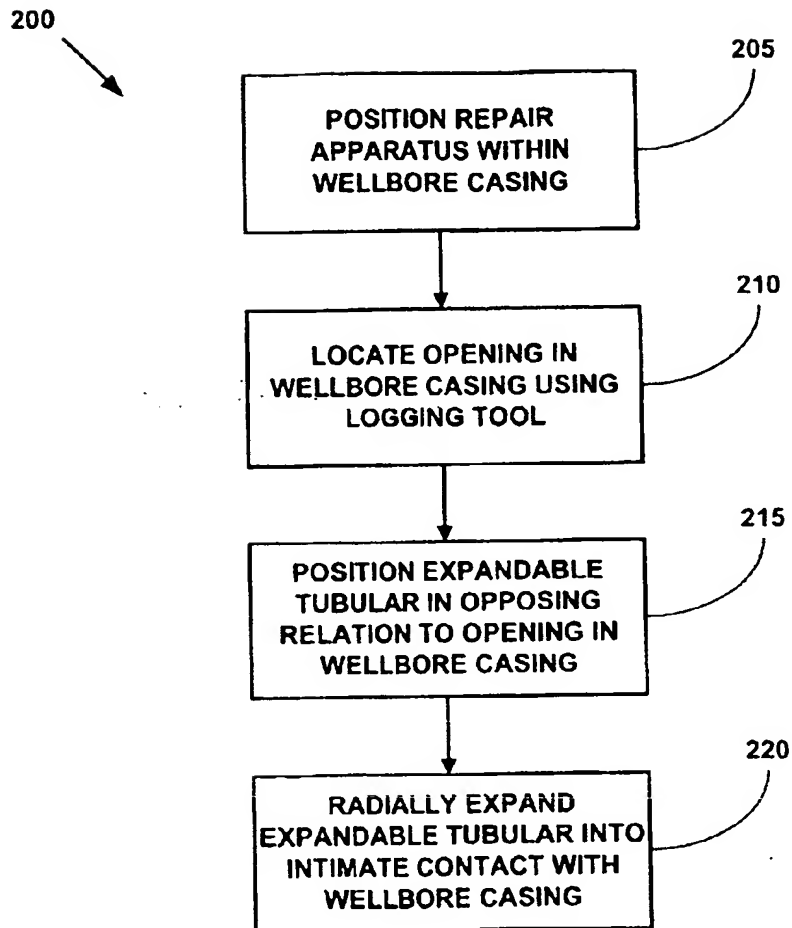 200
205
POSITION REPAIR
APPARATUS WITHIN
WELLBORE CASING
210
LOCATE OPENING IN
WELLBORE CASING USING
LOGGING TOOL
215
POSITION EXPANDABLE
TUBULAR IN OPPOSING
RELATION TO OPENING IN
WELLBORE CASING
220
RADIALLY EXPAND
EXPANDABLE TUBULAR INTO
INTIMATE CONTACT WITH
WELLBORE CASING